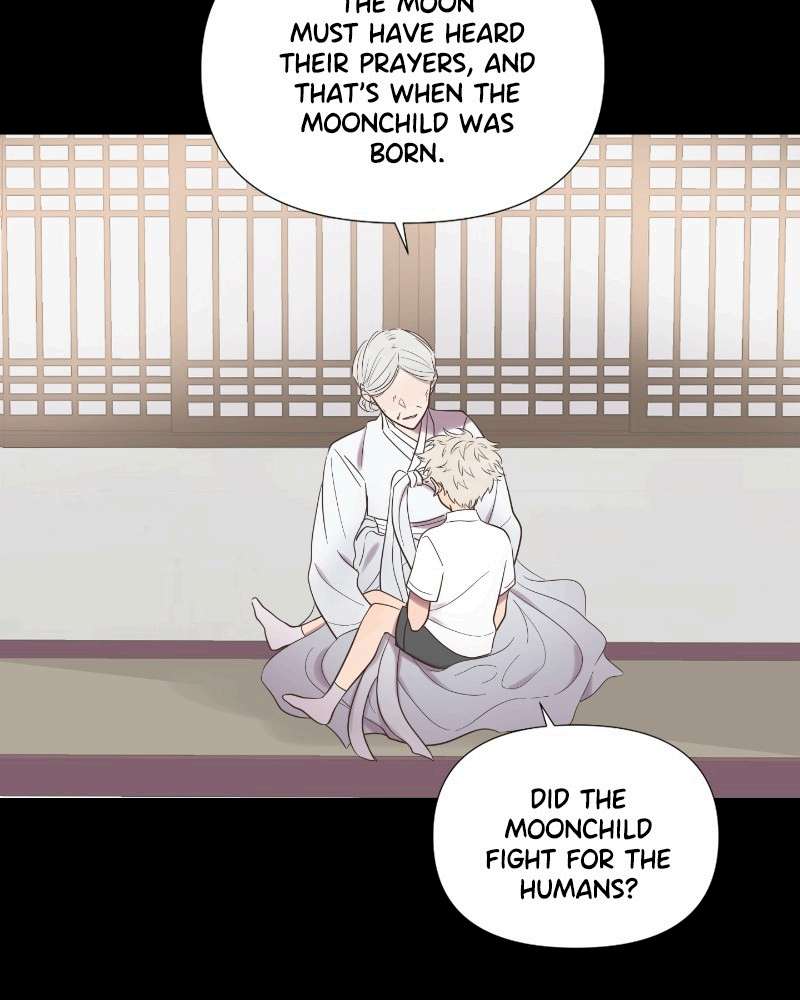 THE MOON
MUST HAVE HEARD
THEIR PRAYERS, AND
THAT'S WHEN THE
MOONCHILD WAS
BORN.
DID THE
MOONCHILD
FIGHT FOR THE
HUMANS?